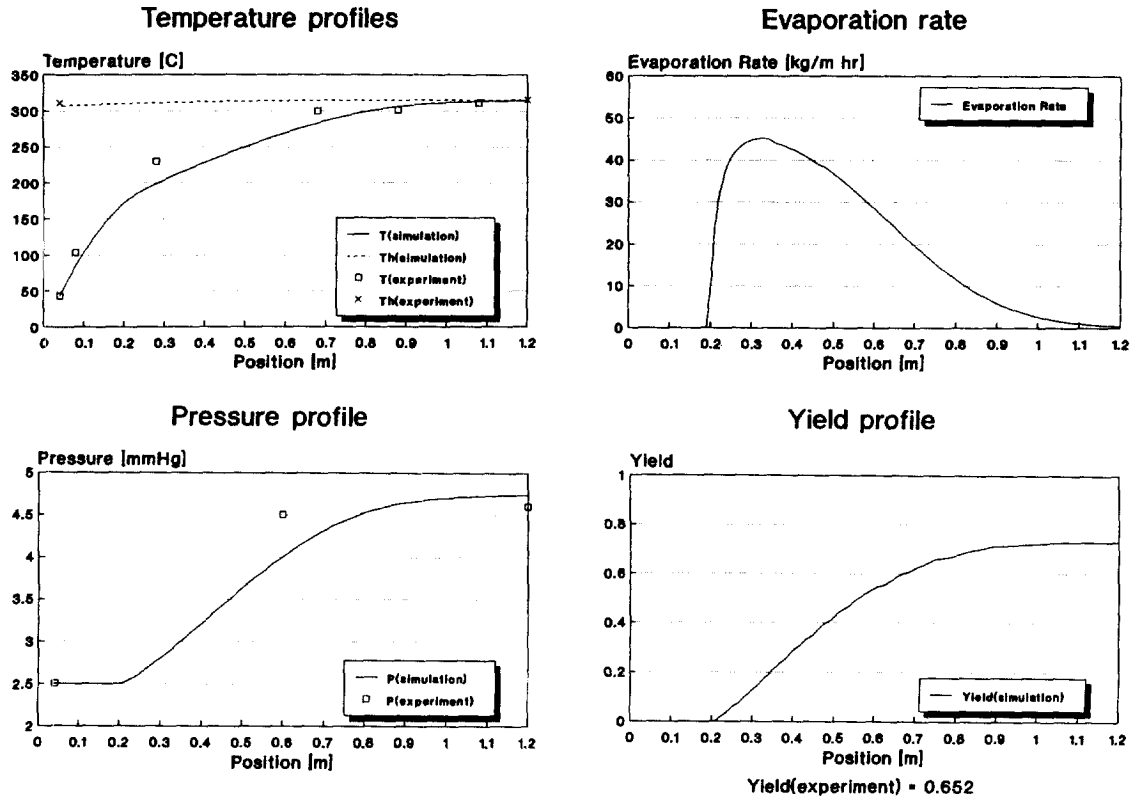 Temperature profiles
Temperature [C]
350
300
250
200
150
100
50
0
T(simulation)
Th(simulation)
T(experiment)
Th(experiment)
0 0.1 0.2 0.3 0.4 0.5 0.6 0.7 0.8 0.9 1 1.1 1.2
Position [m]
Evaporation rate
Evaporation Rate [kg/m hr]
60
50
40
30
20
10
0
Evaporation Rate
0 0.1 0.2 0.3 0.4 0.5 0.6 0.7 0.8 0.9 1 1.1 1.2
Position [m]
Pressure profile
Pressure [mmHg]
5
4.5
4
3.5
3
2.5
2
P(simulation)
P(experiment)
0 0.1 0.2 0.3 0.4 0.5 0.6 0.7 0.8 0.9 1 1.1 1.2
Position [m]
Yield profile
Yield
1
0.8
0.6
0.4
0.2
0
Yield(simulation)
0 0.1 0.2 0.3 0.4 0.5 0.6 0.7 0.8 0.9 1 1.1 1.2
Position [m]
Yield(experiment) = 0.652